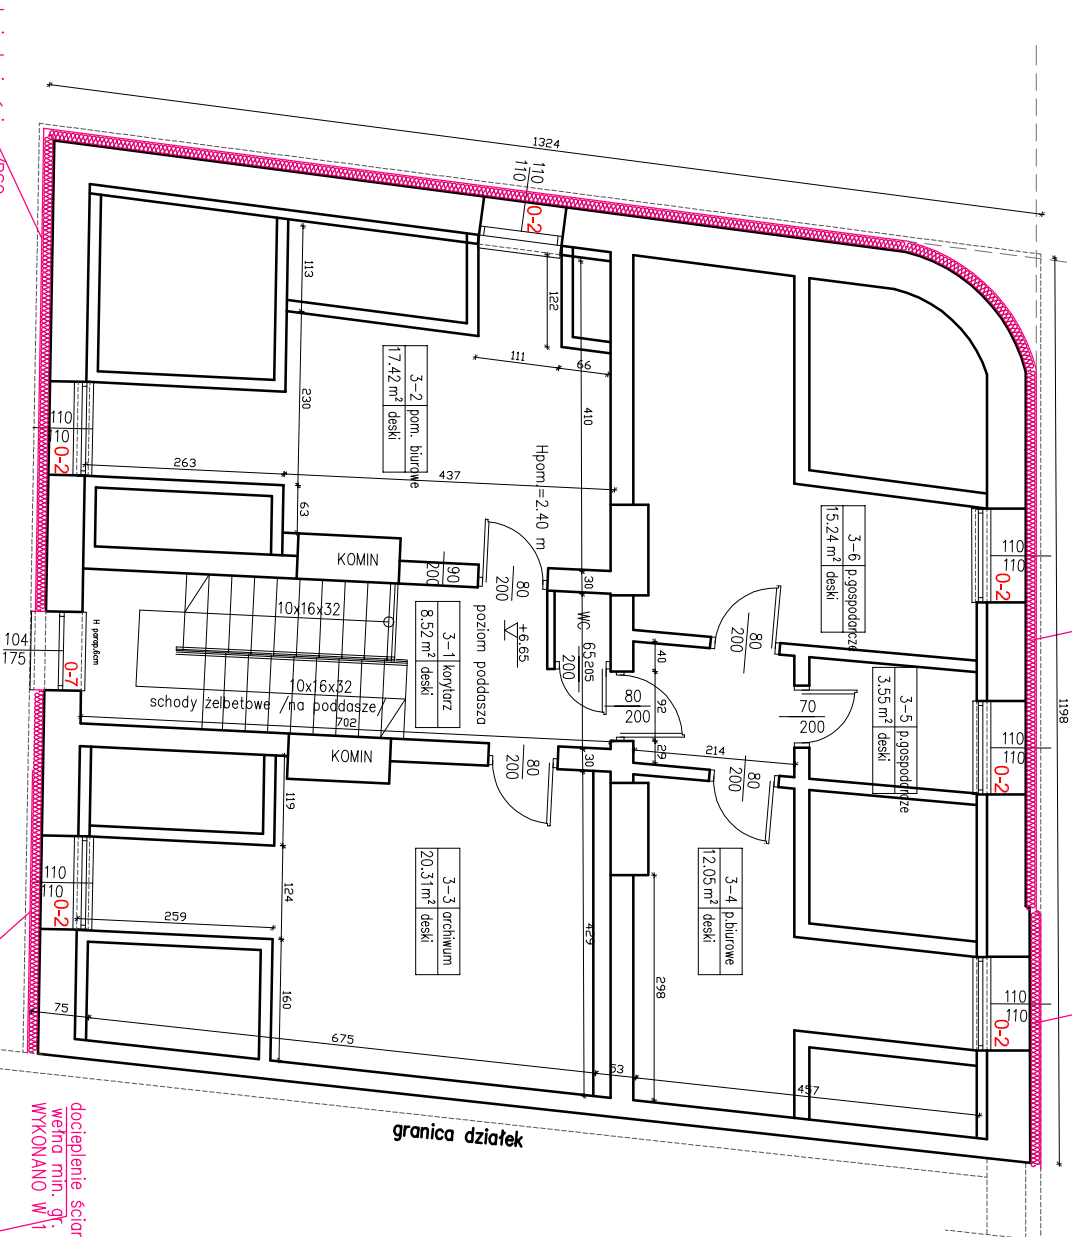 1324
110
110
0-2
113
122
111
66
230
410
3-2 pom. biurowe
17.42 m² deski
Hpom.=2.40 m
110
110
0-2
263
437
63
KOMIN
90
200
80
200
30
10x16x32
10x16x32
schody żelbetowe /na poddasze/
702
3-1 korytarz
8.52 m² deski
poziom poddasza
+6.65
WC
65
205
200
40
92
29
80
200
80
200
70
200
214
80
200
80
200
30
3-6 p.gospodarcze
15.24 m² deski
3-5 p.gospodarcze
3.55 m² deski
110
110
0-2
110
110
0-2
1198
104
175
0-7
H parap.6cm
KOMIN
119
124
160
110
110
0-2
259
3-3 archiwum
20.31m² deski
429
3-4 p.biurowe
12.05 m² deski
298
110
110
0-2
75
675
53
457
granica działek
docieplenie ścian
wełna min. gr.
WYKONANO W 1